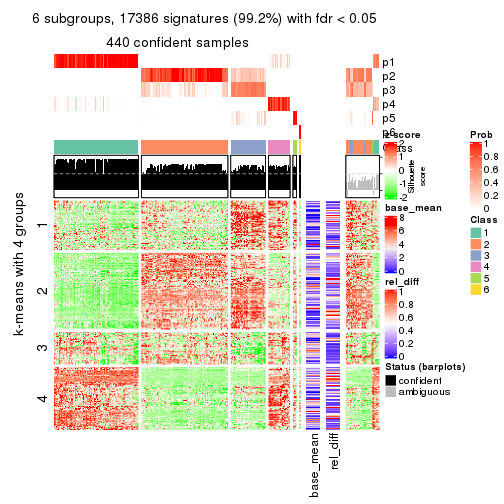 6 subgroups, 17386 signatures (99.2%) with fdr < 0.05
440 confident samples
p1
p2
p3
p4
p5
p6
Class
z-score
2
1
0
-1
-2
Silhouette
score
Prob
1
0.8
0.6
0.4
0.2
0
base_mean
8
6
4
2
0
Class
1
2
3
4
5
6
rel_diff
1
0.8
0.6
0.4
0.2
0
Status (barplots)
confident
ambiguous
k-means with 4 groups
1
2
3
4
base_mean
rel_diff